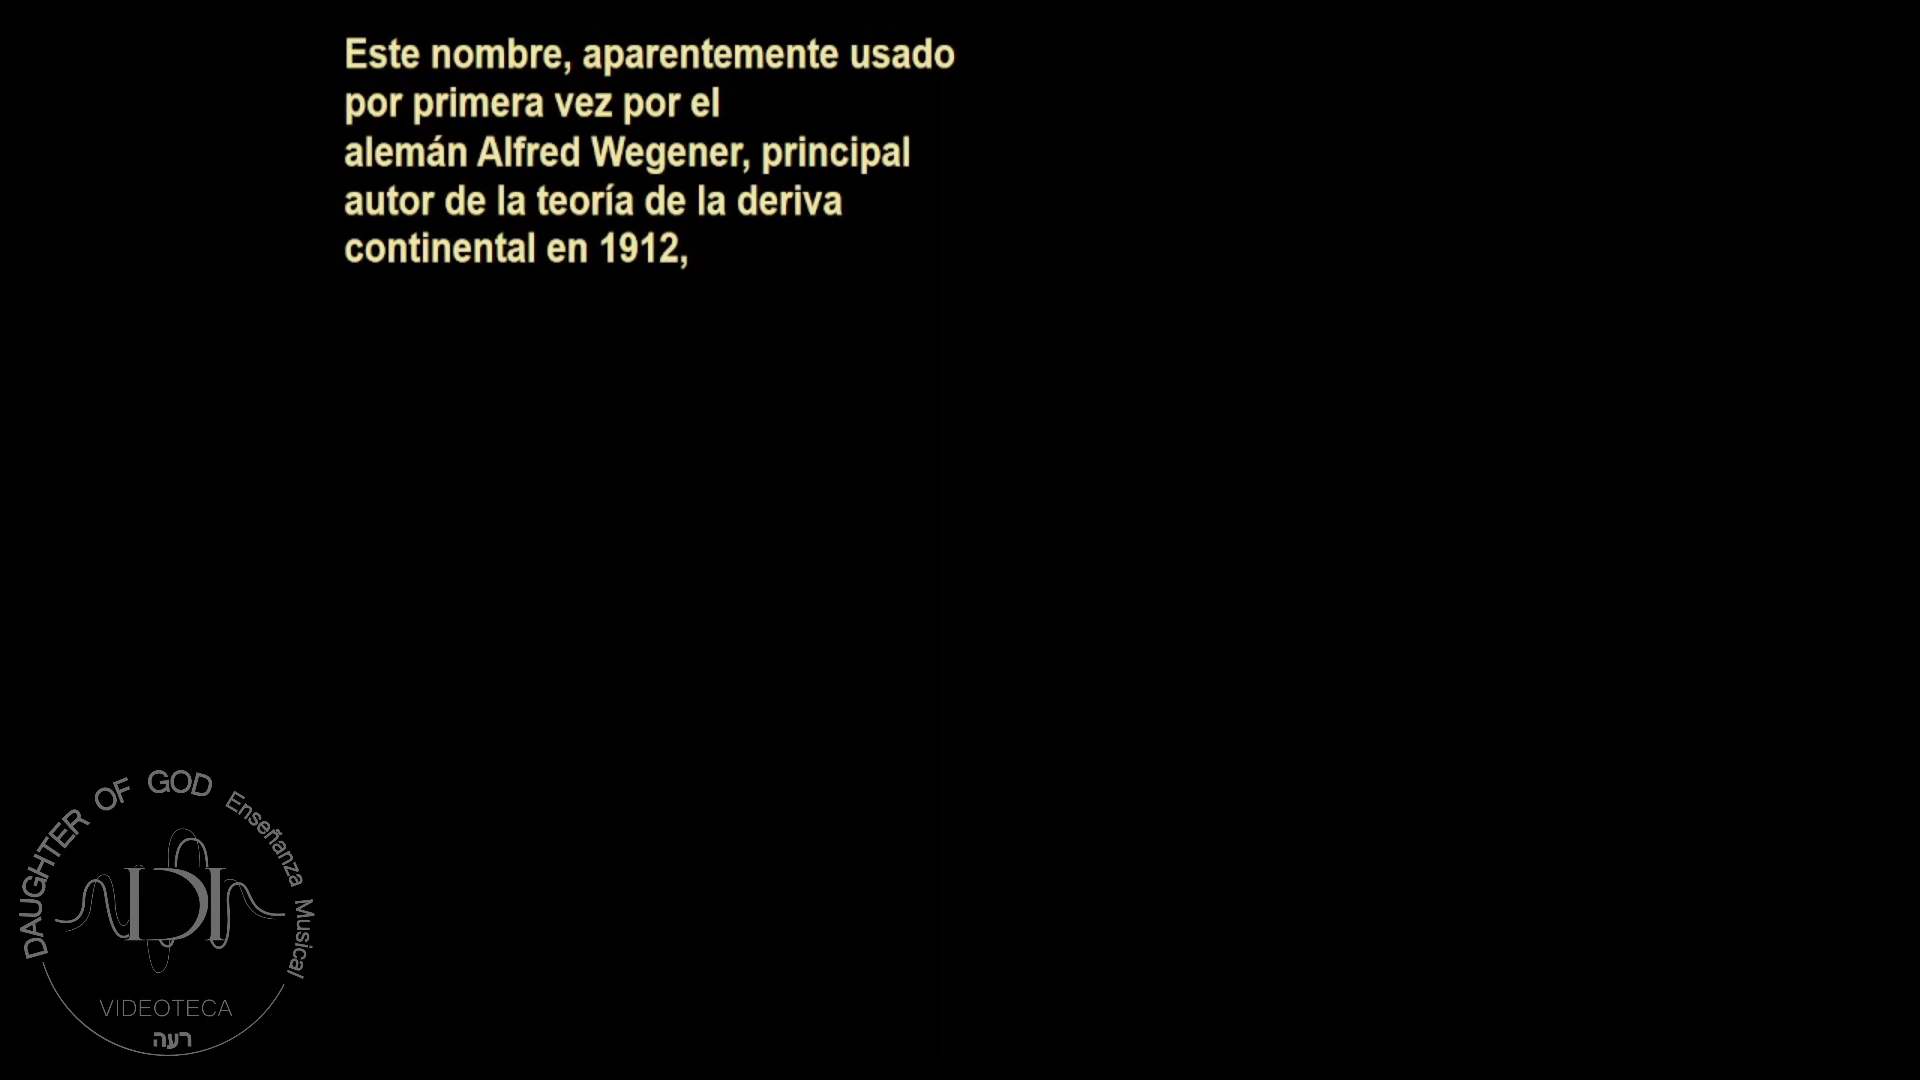 Este nombre, aparentemente usado
por primera vez por el
alemán Alfred Wegener, principal
autor de la teoría de la deriva
continental en 1912,
DAUGHTER OF GOD Enseñanza Musical
DI
VIDEOTECA
רעה